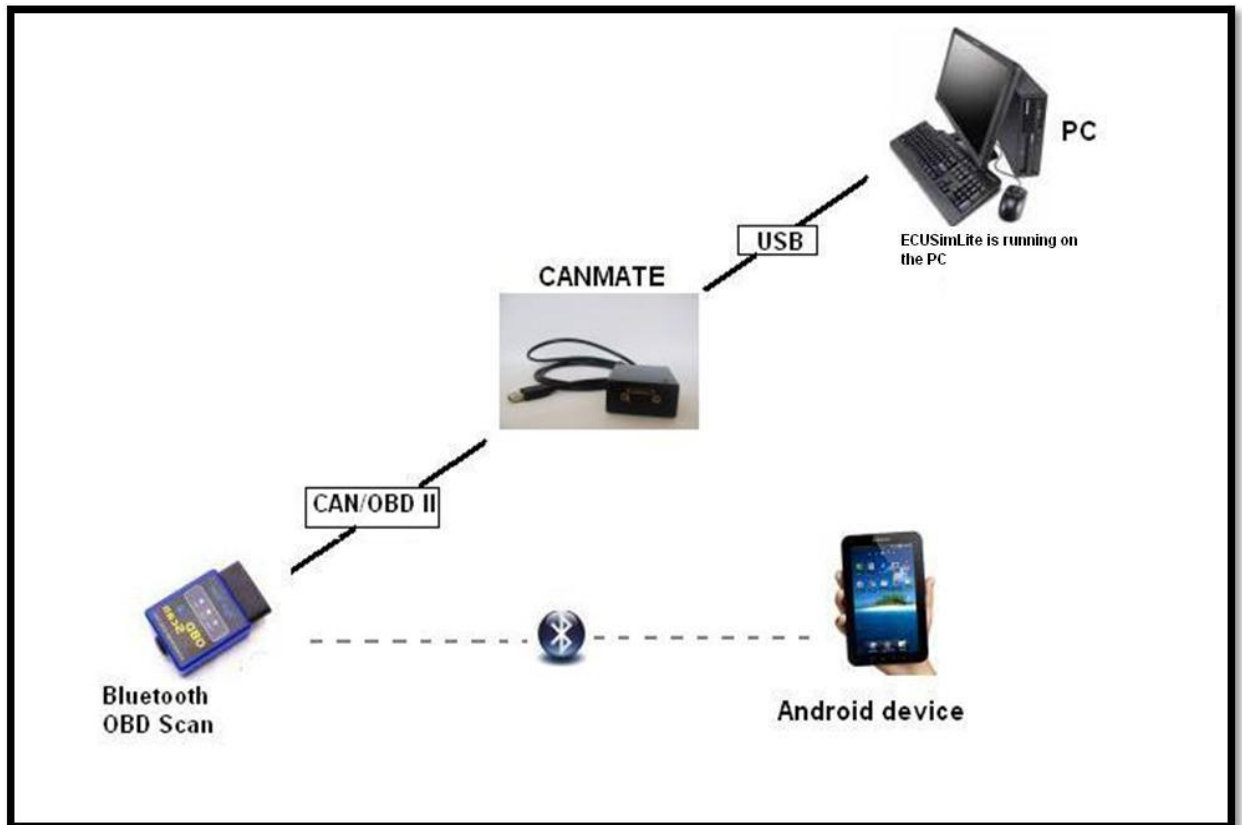 PC
ECUSimLite is running on
the PC
USB
CANMATE
CAN/OBD II
Bluetooth
OBD Scan
Android device